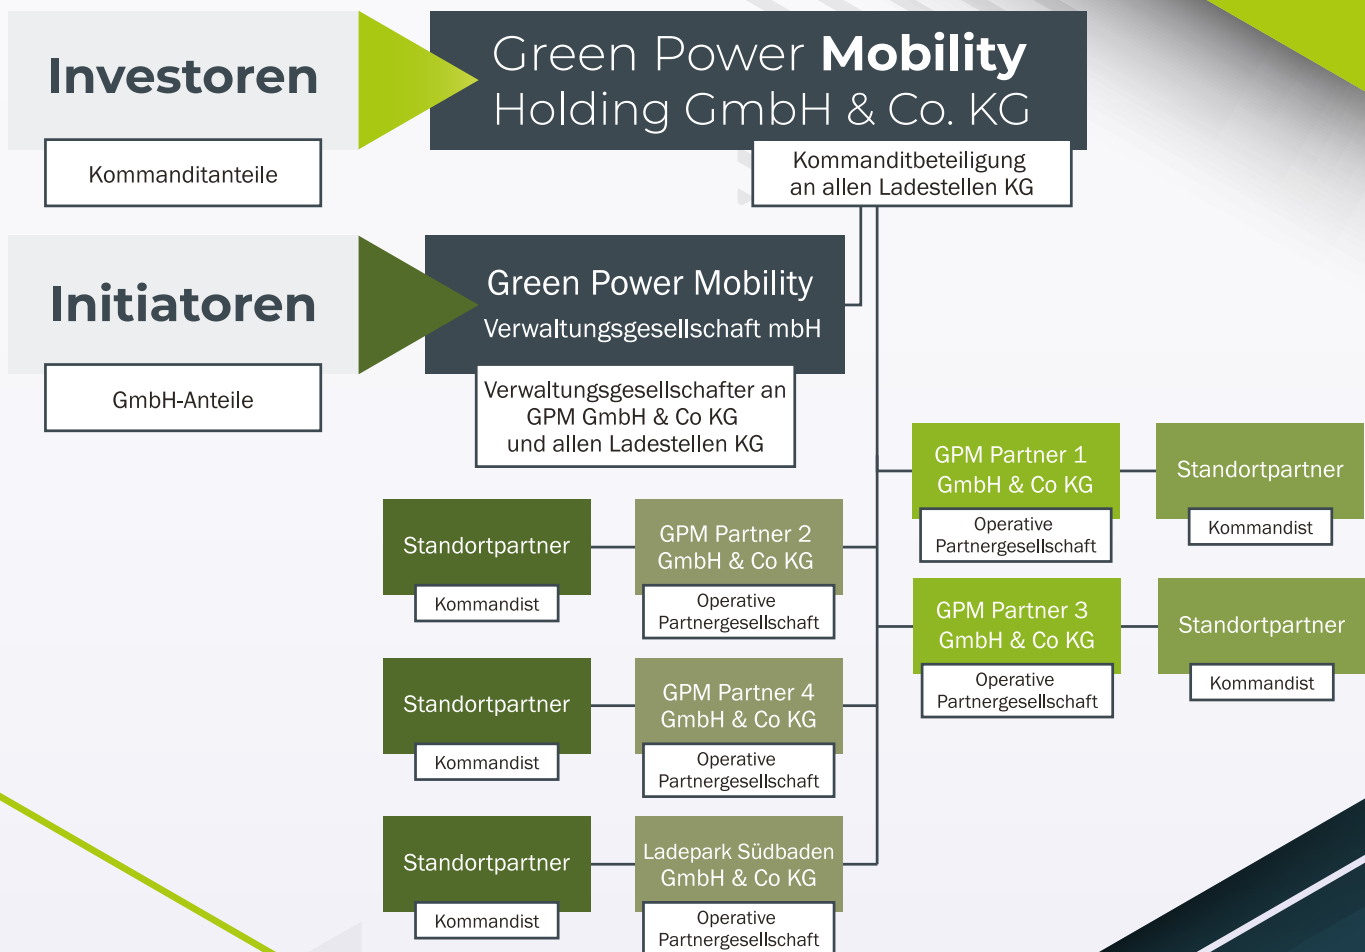 Investoren
Kommanditanteile
Green Power Mobility
Holding GmbH & Co. KG
Kommanditbeteiligung
an allen Ladestellen KG
Initiatoren
GmbH-Anteile
Green Power Mobility
Verwaltungsgesellschaft mbH
Verwaltungsgesellschafter an
GPM GmbH & Co KG
und allen Ladestellen KG
GPM Partner 1
GmbH & Co KG
Operative
Partnergesellschaft
Standortpartner
Kommandist
Standortpartner
Kommandist
GPM Partner 2
GmbH & Co KG
Operative
Partnergesellschaft
GPM Partner 3
GmbH & Co KG
Operative
Partnergesellschaft
Standortpartner
Kommandist
Standortpartner
Kommandist
GPM Partner 4
GmbH & Co KG
Operative
Partnergesellschaft
Standortpartner
Kommandist
Ladepark Südbaden
GmbH & Co KG
Operative
Partnergesellschaft